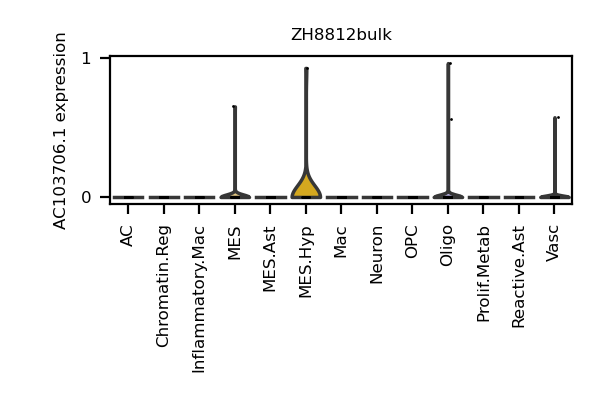 ZH8812bulk
AC103706.1 expression
1
0
AC
Chromatin.Reg
Inflammatory.Mac
MES
MES.Ast
MES.Hyp
Mac
Neuron
OPC
Oligo
Prolif.Metab
Reactive.Ast
Vasc